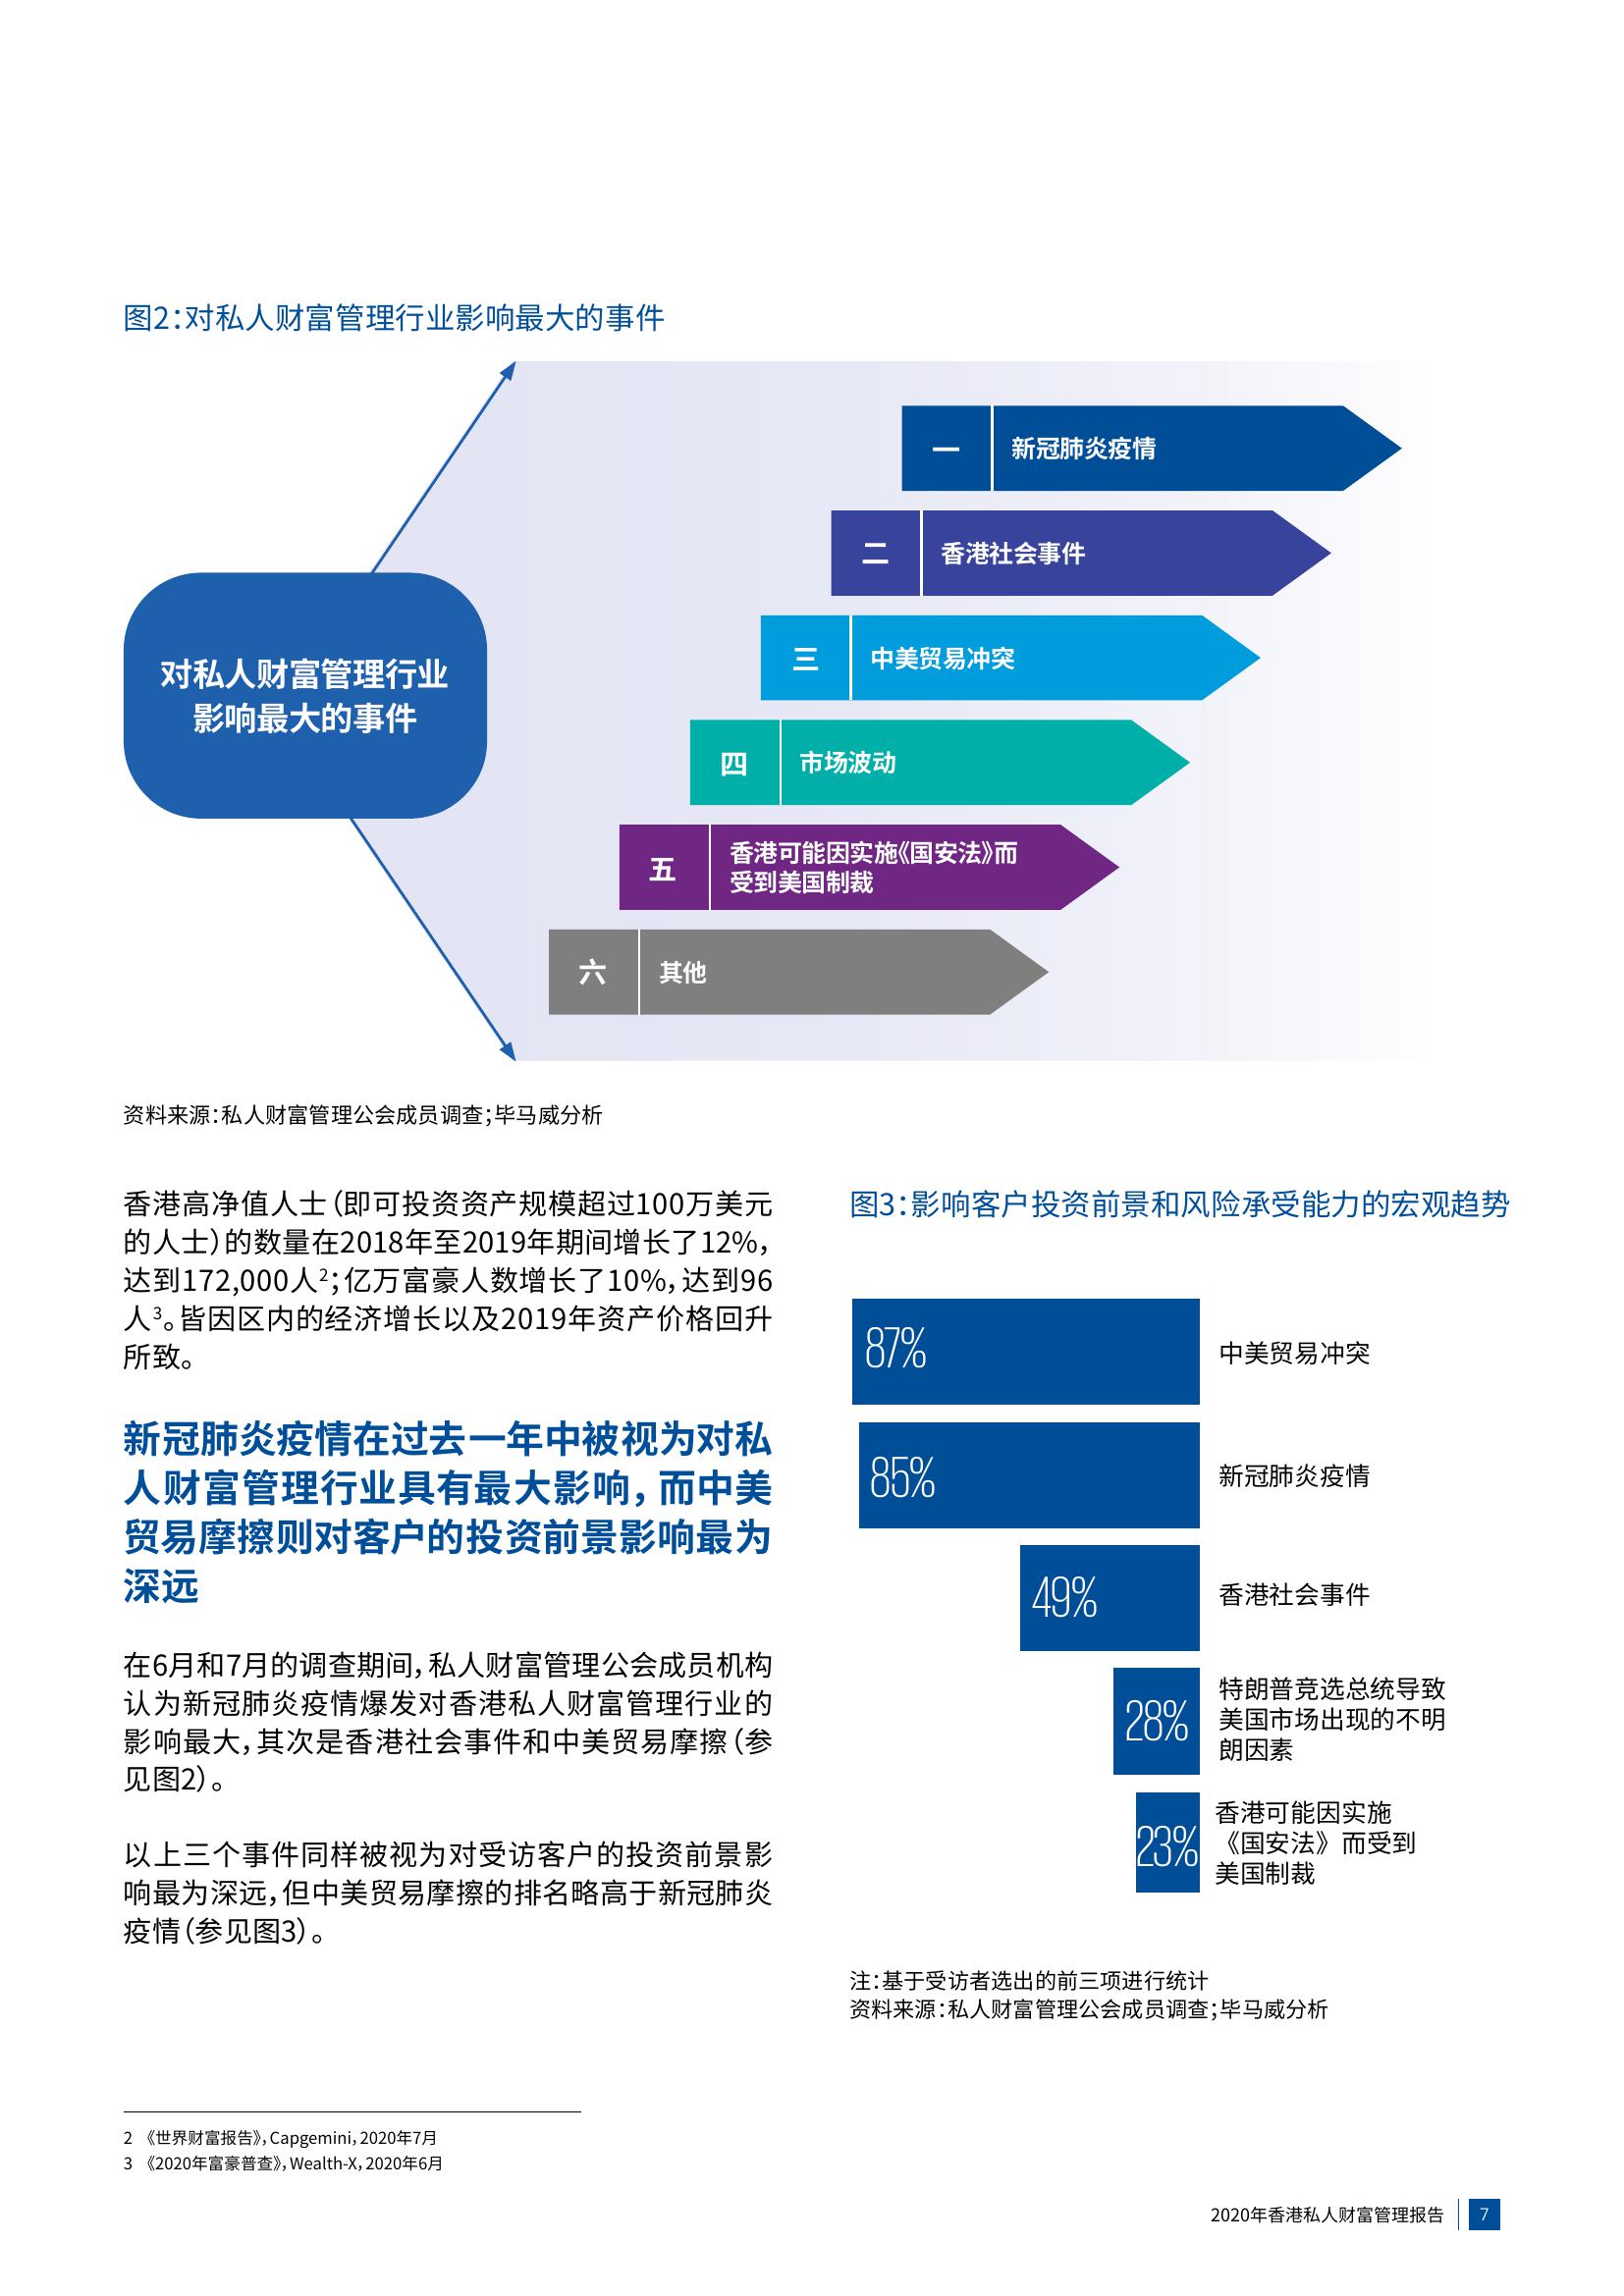 图2：对私人财富管理行业影响最大的事件
对私人财富管理行业
影响最大的事件
一 新冠肺炎疫情
二 香港社会事件
三 中美贸易冲突
四 市场波动
五 香港可能因实施《国安法》而
受到美国制裁
六 其他
资料来源：私人财富管理公会成员调查；毕马威分析
香港高净值人士（即可投资资产规模超过100万美元
的人士）的数量在2018年至2019年期间增长了12%，
达到172,000人2；亿万富豪人数增长了10%，达到96
人3。皆因区内的经济增长以及2019年资产价格回升
所致。
新冠肺炎疫情在过去一年中被视为对私
人财富管理行业具有最大影响，而中美
贸易摩擦则对客户的投资前景影响最为
深远
在6月和7月的调查期间，私人财富管理公会成员机构
认为新冠肺炎疫情爆发对香港私人财富管理行业的
影响最大，其次是香港社会事件和中美贸易摩擦（参
见图2）。
以上三个事件同样被视为对受访客户的投资前景影
响最为深远，但中美贸易摩擦的排名略高于新冠肺炎
疫情（参见图3）。
图3：影响客户投资前景和风险承受能力的宏观趋势
87% 中美贸易冲突
85% 新冠肺炎疫情
49% 香港社会事件
28% 特朗普竞选总统导致
美国市场出现的不明
朗因素
23% 香港可能因实施
《国安法》而受到
美国制裁
注：基于受访者选出的前三项进行统计
资料来源：私人财富管理公会成员调查；毕马威分析
2 《世界财富报告》，Capgemini，2020年7月
3 《2020年富豪普查》，Wealth-X，2020年6月
2020年香港私人财富管理报告 7